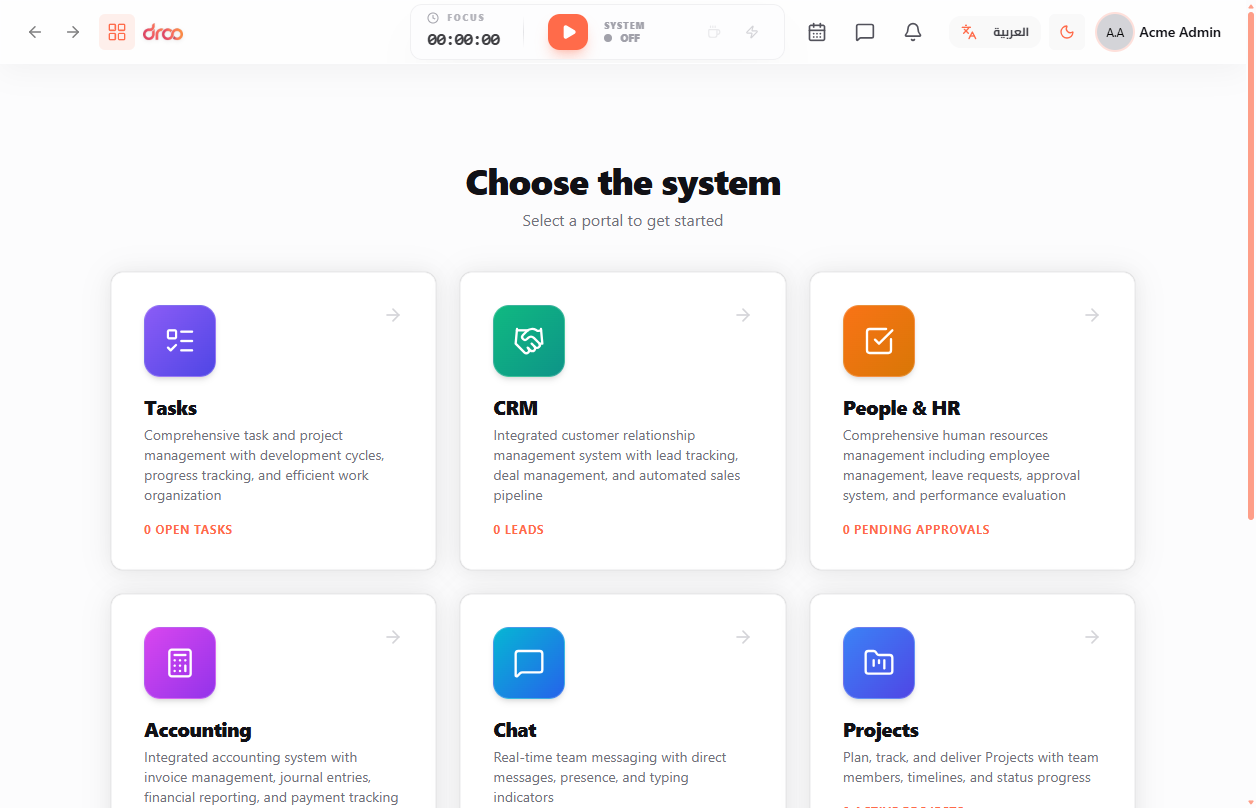 droo
FOCUS
00:00:00
SYSTEM
OFF
العربية
A.A
Acme Admin
Choose the system
Select a portal to get started
Tasks
Comprehensive task and project
management with development cycles,
progress tracking, and efficient work
organization
0 OPEN TASKS
CRM
Integrated customer relationship
management system with lead tracking,
deal management, and automated sales
pipeline
0 LEADS
People & HR
Comprehensive human resources
management including employee
management, leave requests, approval
system, and performance evaluation
0 PENDING APPROVALS
Accounting
Integrated accounting system with
invoice management, journal entries,
financial reporting, and payment tracking
Chat
Real-time team messaging with direct
messages, presence, and typing
indicators
Projects
Plan, track, and deliver Projects with team
members, timelines, and status progress